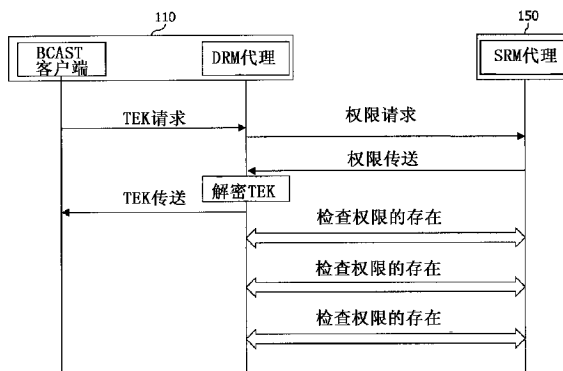 110
150
BCAST
客户端
DRM代理
SRM代理
TEK请求
权限请求
权限传送
解密TEK
TEK传送
检查权限的存在
检查权限的存在
检查权限的存在